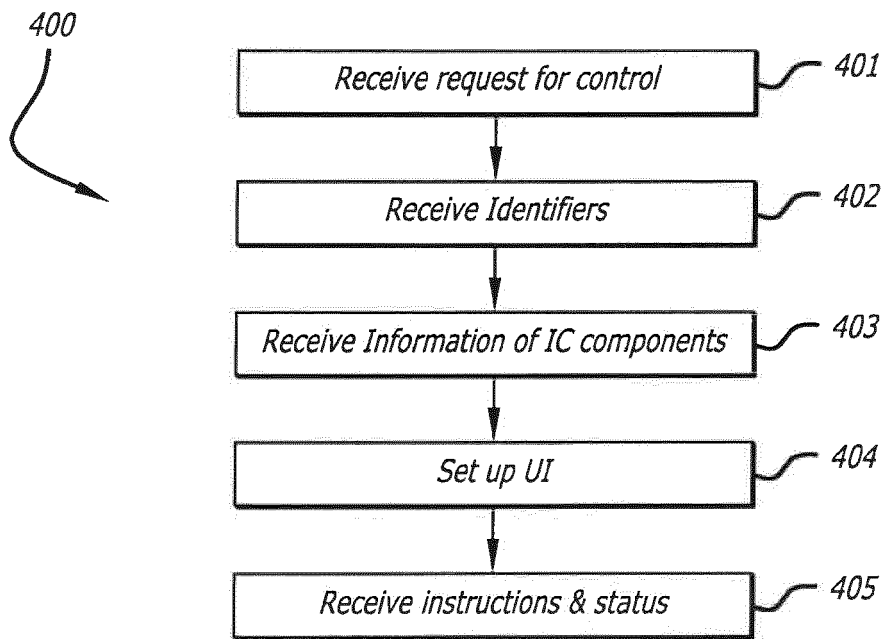 400
Receive request for control
401
Receive Identifiers
402
Receive Information of IC components
403
Set up UI
404
Receive instructions & status
405